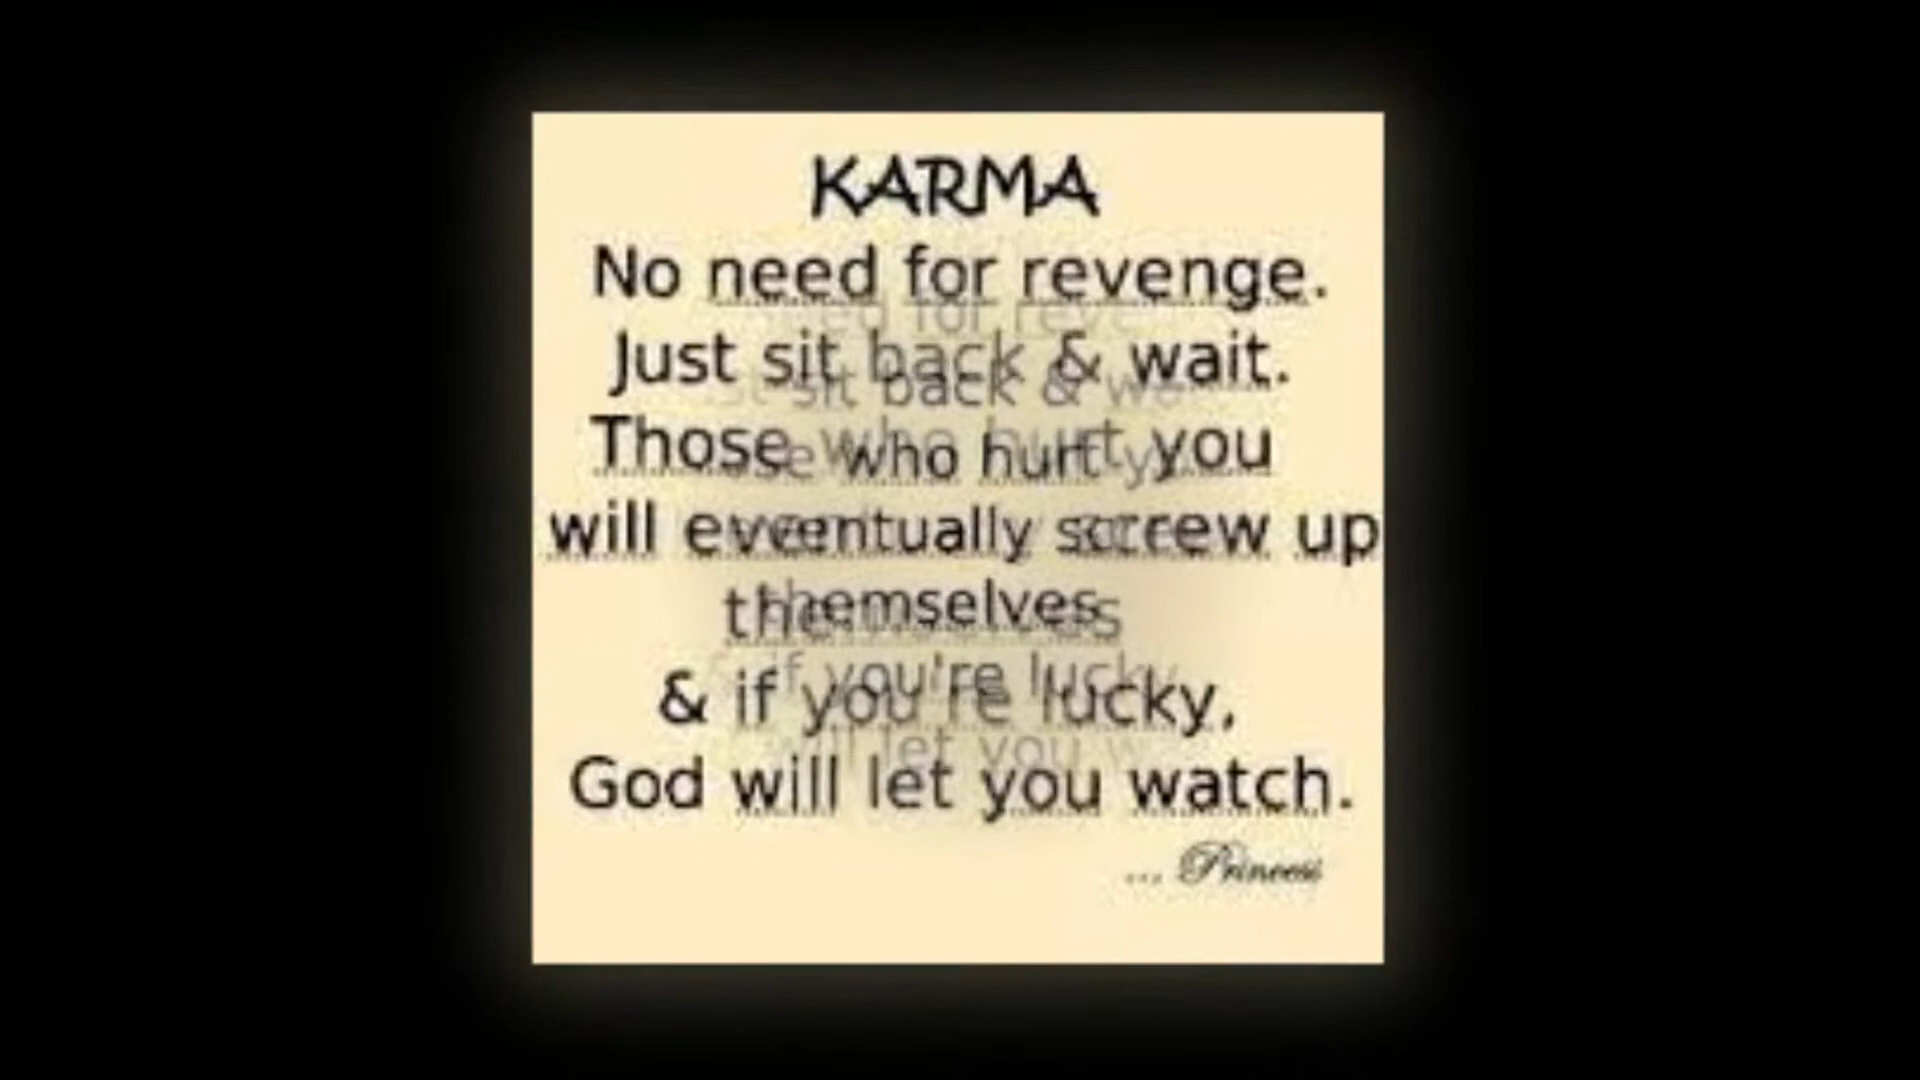 KARMA
No need for revenge.
Just sit back & wait.
Those who hurt you
will eventually screw up
themselves
& if you're lucky,
God will let you watch.
... Princess